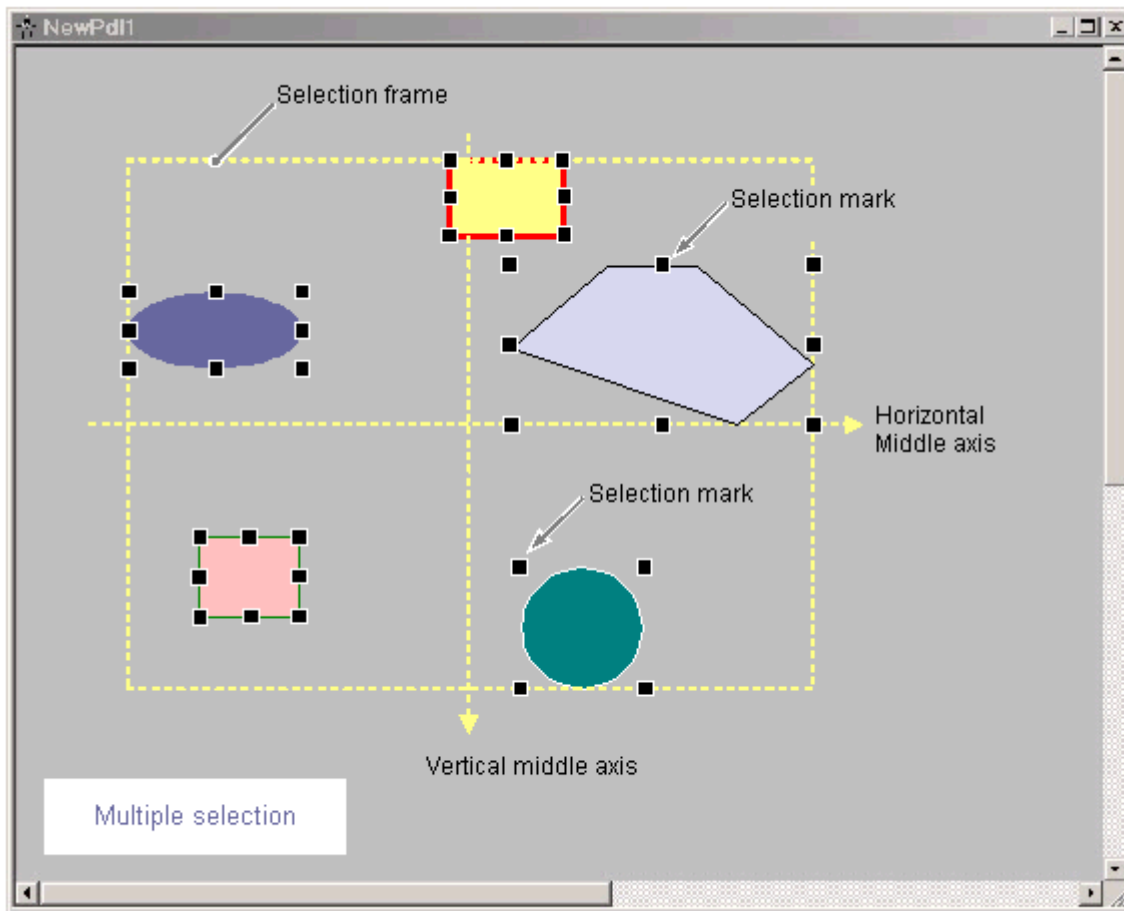 NewPdl1
Selection frame
Selection mark
Horizontal
Middle axis
Selection mark
Vertical middle axis
Multiple selection